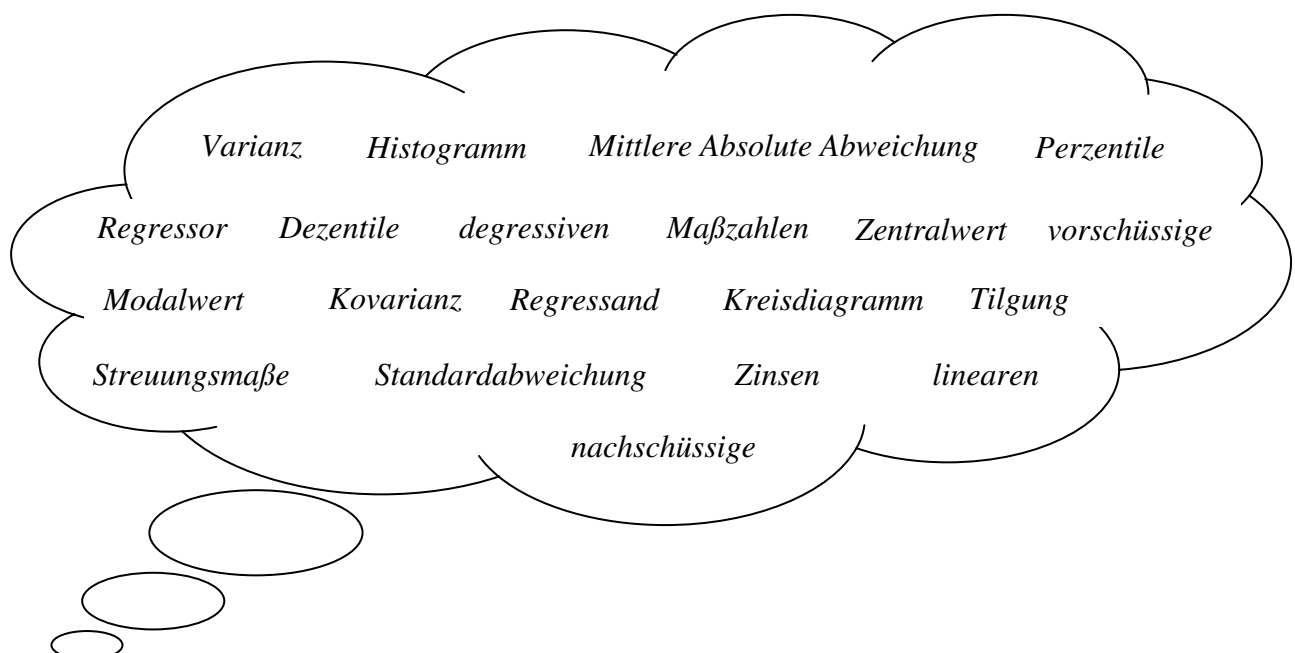 Varianz Histogramm Mittlere Absolute Abweichung Perzentile
Regressor Dezentile degressiven Maßzahlen Zentralwert vorschüssige
Modalwert Kovarianz Regressand Kreisdiagramm Tilgung
Streuungsmaße Standardabweichung Zinsen linearen
nachschüssige